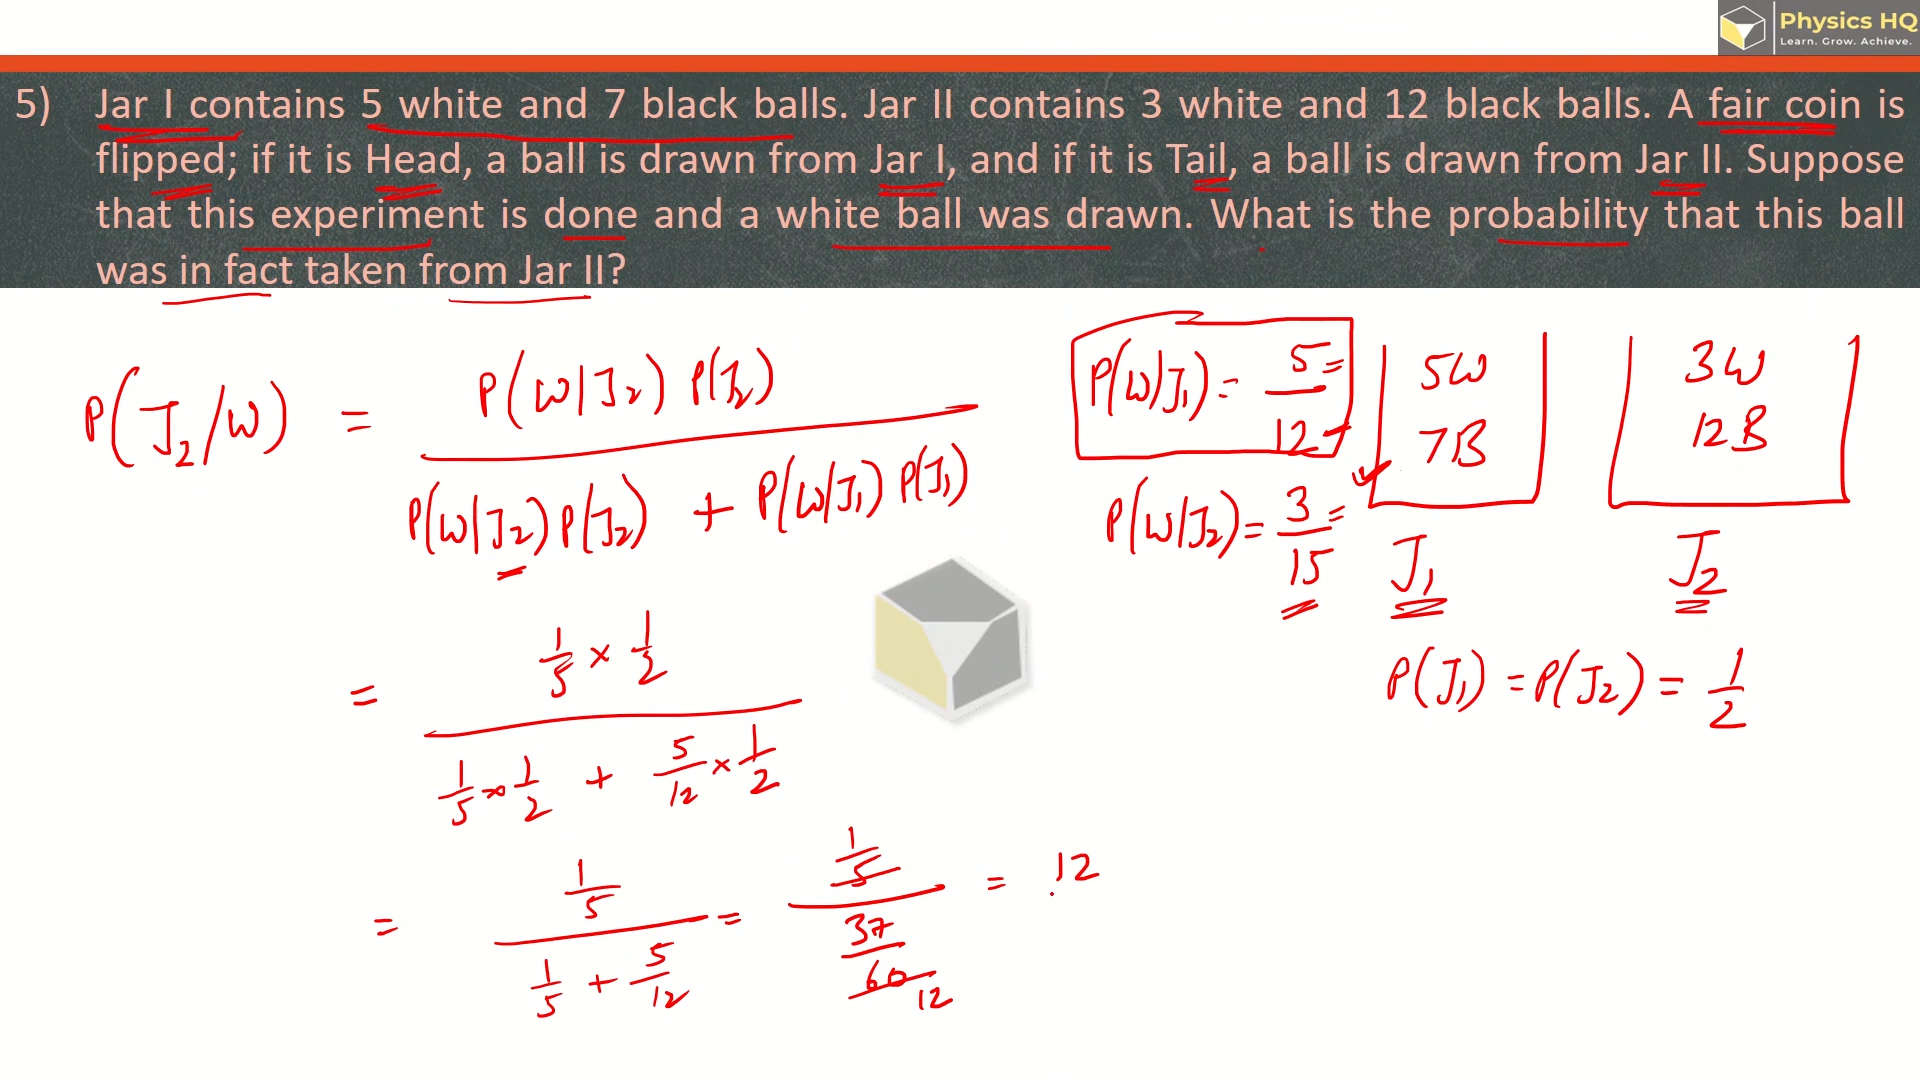 Physics HQ
Learn. Grow. Achieve.
5) Jar I contains 5 white and 7 black balls. Jar II contains 3 white and 12 black balls. A fair coin is
flipped; if it is Head, a ball is drawn from Jar I, and if it is Tail, a ball is drawn from Jar II. Suppose
that this experiment is done and a white ball was drawn. What is the probability that this ball
was in fact taken from Jar II?
P(J₂/W) = P(W|J₂) P(J₂) / P(W|J₂) P(J₂) + P(W|J₁) P(J₁)
= 1/5 × 1/2 / 1/5 × 1/2 + 5/12 × 1/2
= 1/5 / 1/5 + 5/12 = 1/5 / 37/60 12 = 12
P(W|J₁) = 5/12
P(W|J₂) = 3/15
5W
7B
J₁
3W
12B
J₂
P(J₁) = P(J₂) = 1/2